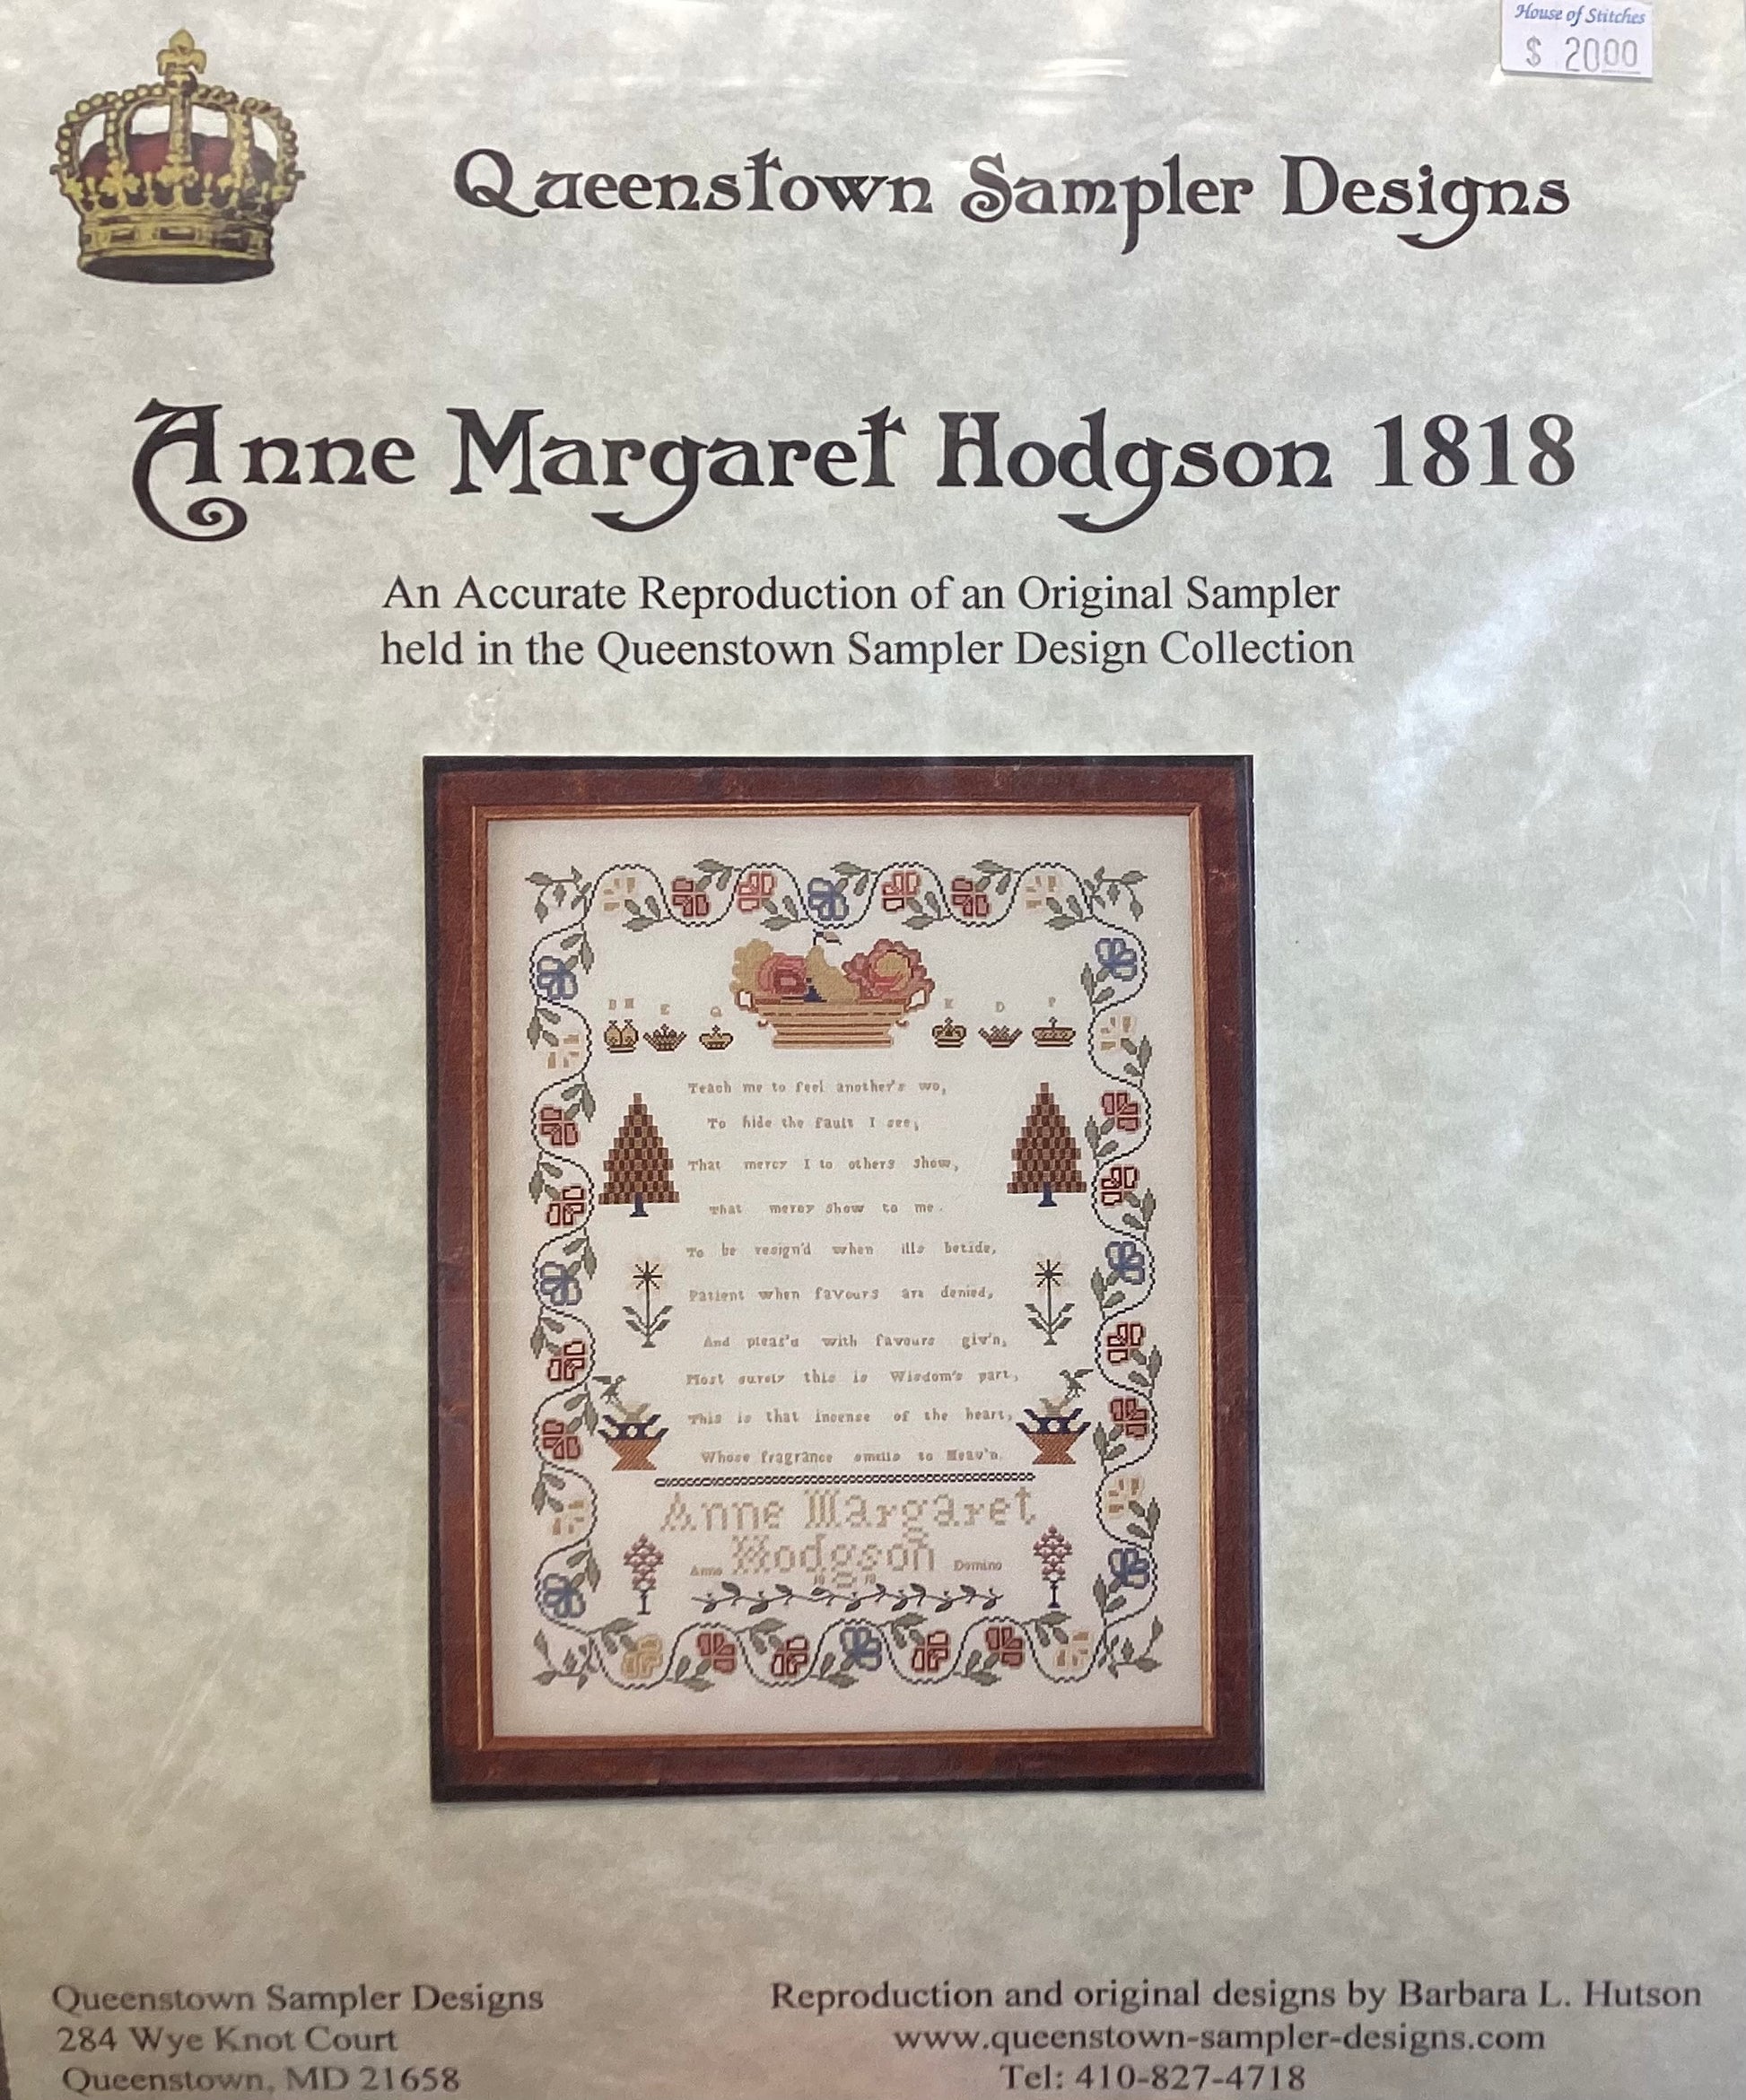 House of Stitches
$ 20.00
Queenstown Sampler Designs
Anne Margaret Hodgson 1818
An Accurate Reproduction of an Original Sampler
held in the Queenstown Sampler Design Collection
E Q K D P
Teach me to feel another's wo,
To hide the fault I see,
That mercy I to others show,
That mercy show to me.
To be resign'd when ills betide,
Patient when favours are denied,
And pleas'd with favours giv'n,
Most surely this is Wisdom's part,
This is that incense of the heart,
Whose fragrance smells to Heav'n.
Anne Margaret
Anno Hodgson Domino
Queenstown Sampler Designs
284 Wye Knot Court
Queenstown, MD 21658
Reproduction and original designs by Barbara L. Hutson
www.queenstown-sampler-designs.com
Tel: 410-827-4718